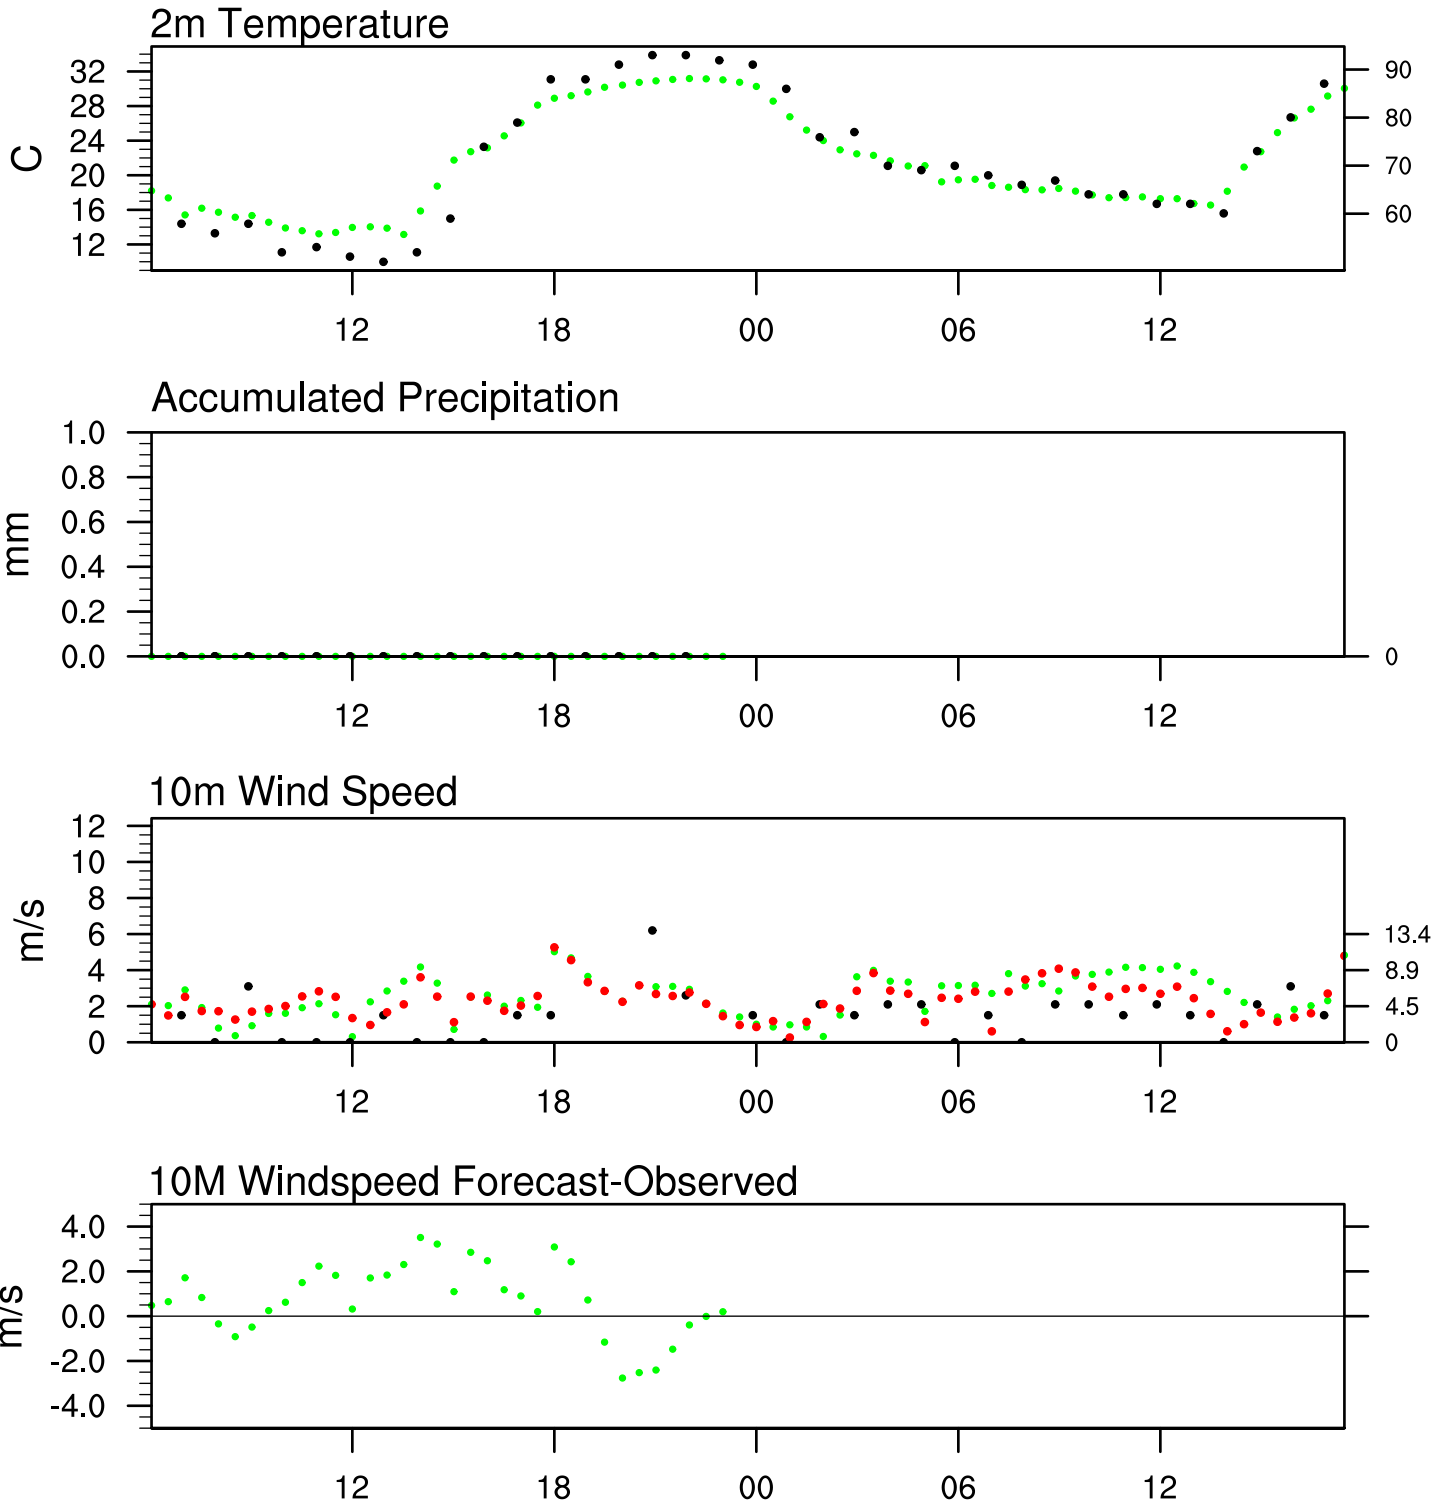 2m Temperature
C
32
28
24
20
16
12
90
80
70
60
12 18 00 06 12
Accumulated Precipitation
mm
1.0
0.8
0.6
0.4
0.2
0.0
0
12 18 00 06 12
10m Wind Speed
m/s
12
10
8
6
4
2
0
13.4
8.9
4.5
0
12 18 00 06 12
10M Windspeed Forecast-Observed
m/s
4.0
2.0
0.0
-2.0
-4.0
12 18 00 06 12